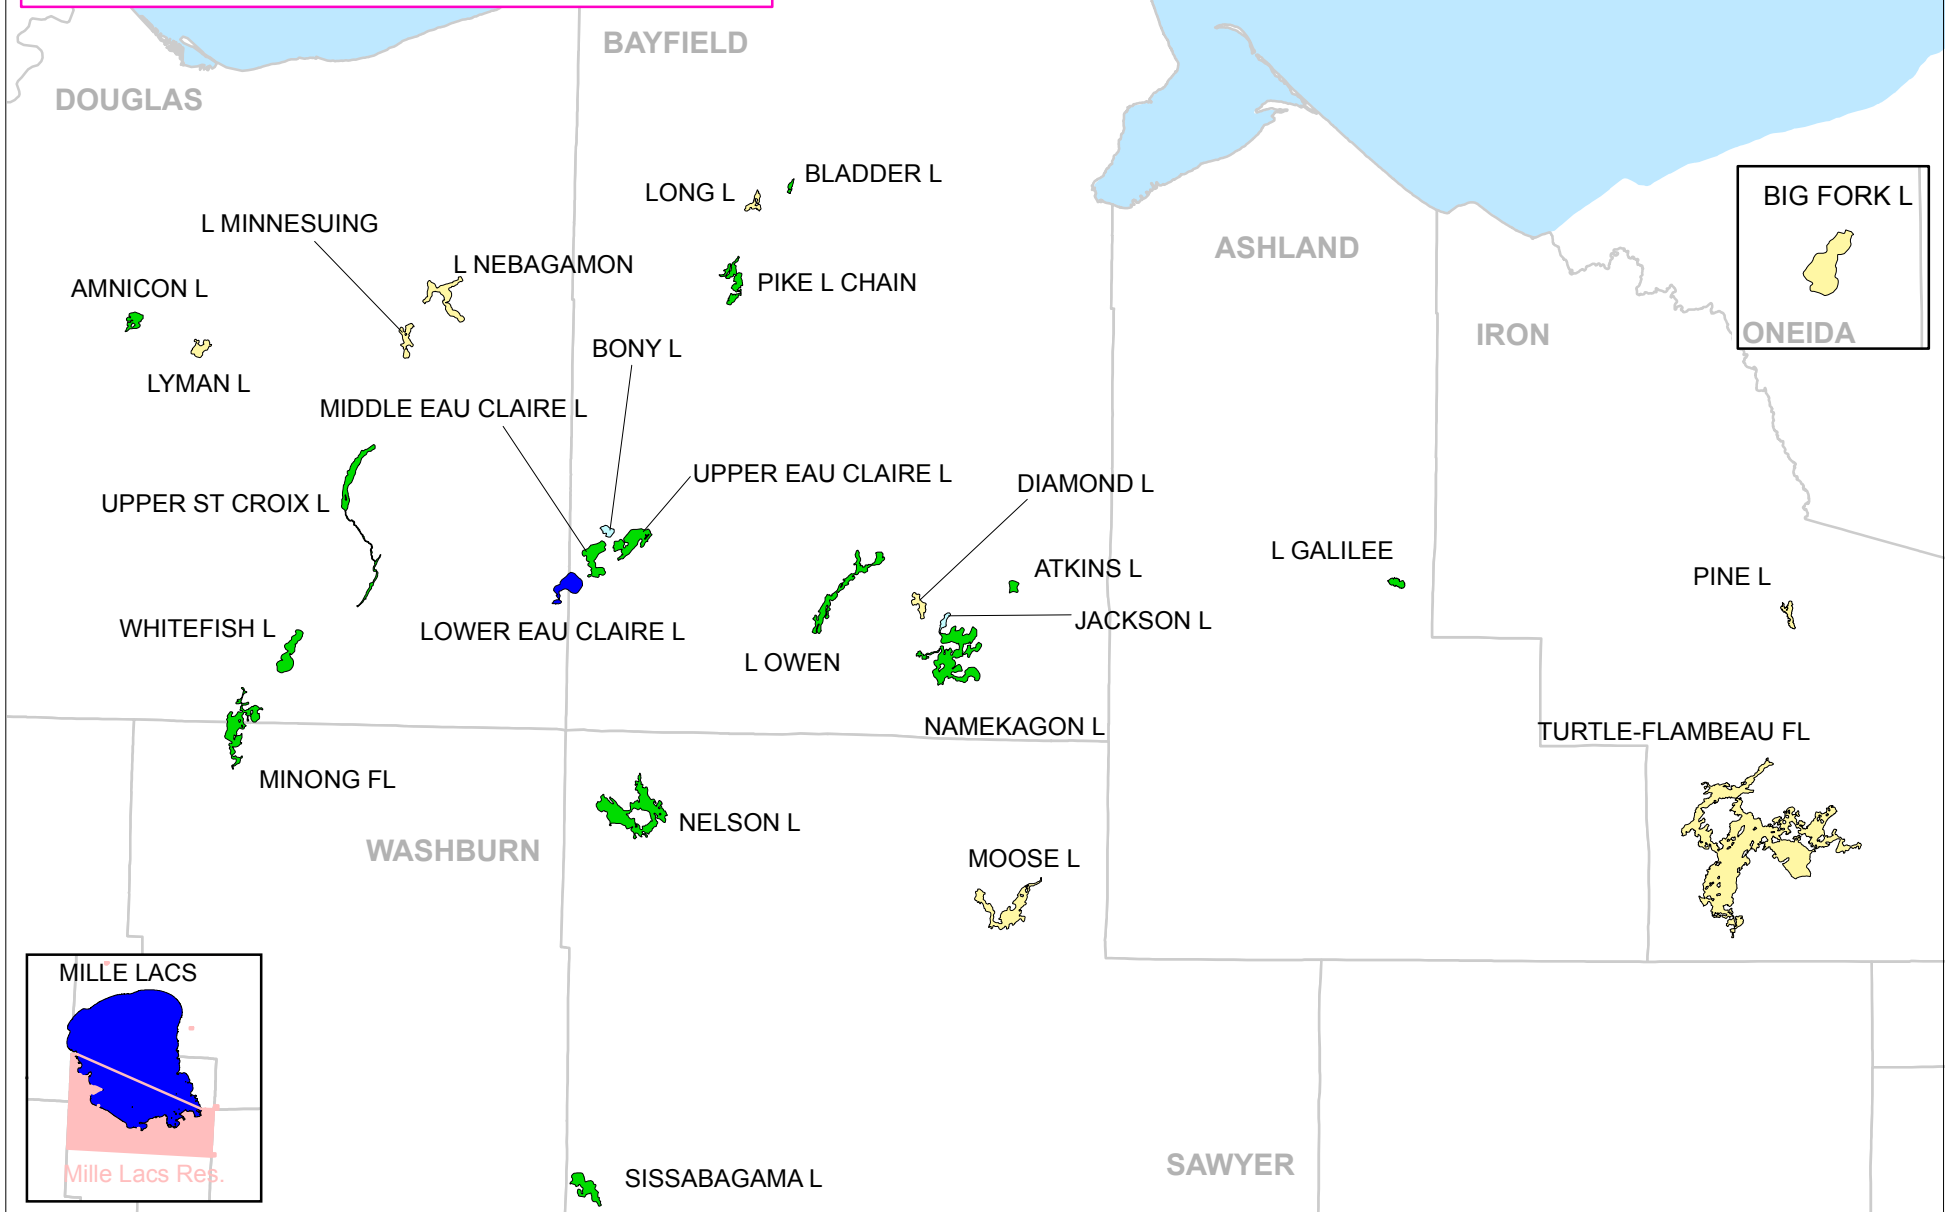 BAYFIELD
DOUGLAS
BLADDER L
LONG L
BIG FORK L
L MINNESUING
ASHLAND
L NEBAGAMON
PIKE L CHAIN
AMNICON L
IRON
ONEIDA
BONY L
LYMAN L
MIDDLE EAU CLAIRE L
UPPER EAU CLAIRE L
DIAMOND L
UPPER ST CROIX L
L GALILEE
ATKINS L
PINE L
JACKSON L
WHITEFISH L
LOWER EAU CLAIRE L
L OWEN
NAMEKAGON L
TURTLE-FLAMBEAU FL
MINONG FL
NELSON L
WASHBURN
MOOSE L
MILLE LACS
SAWYER
Mille Lacs Res.
SISSABAGAMA L